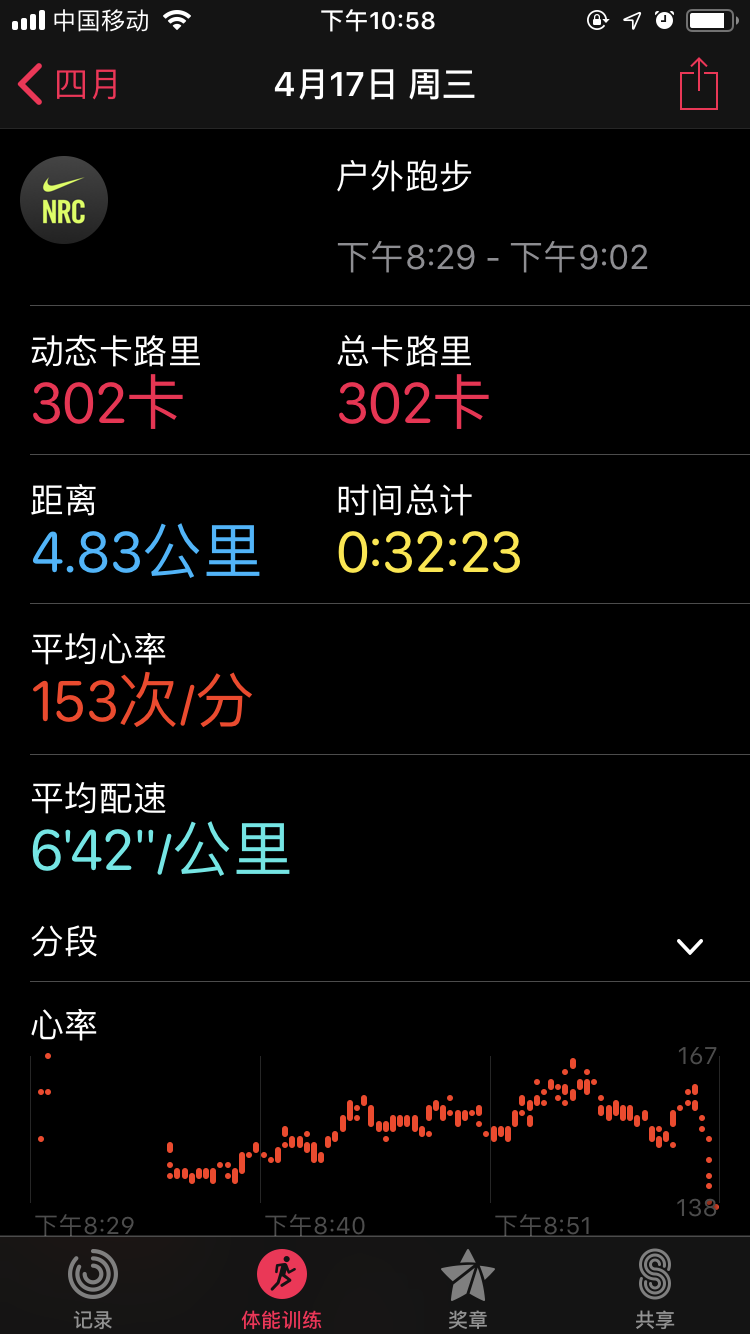 中国移动 下午10:58
四月 4月17日 周三
NRC
户外跑步
下午8:29 - 下午9:02
动态卡路里 总卡路里
302卡 302卡
距离 时间总计
4.83公里 0:32:23
平均心率
153次/分
平均配速
6'42"/公里
分段
心率
167
138
下午8:29 下午8:40 下午8:51
记录 体能训练 奖章 共享